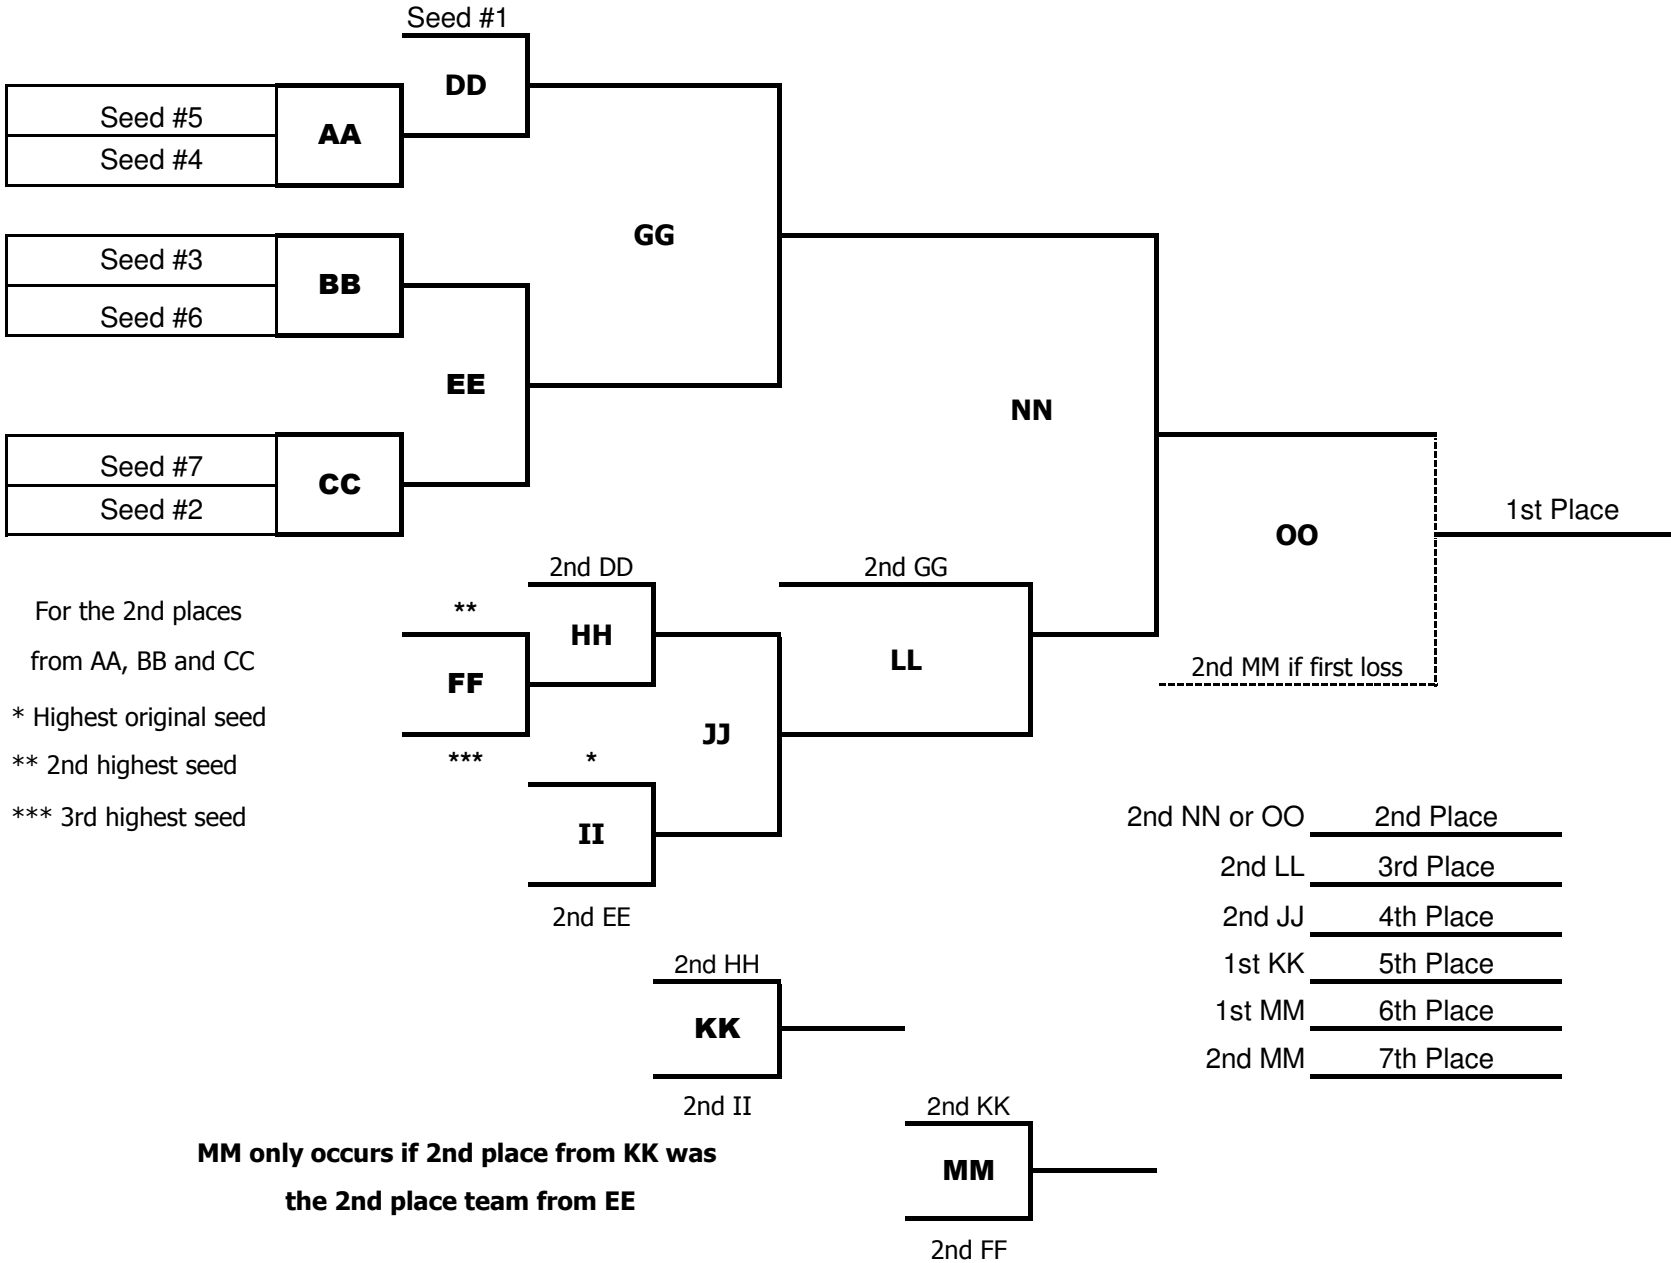 Seed #1
DD
Seed #5
AA
Seed #4
GG
Seed #3
BB
Seed #6
EE
NN
Seed #7
CC
Seed #2
1st Place
OO
2nd DD
2nd GG
For the 2nd places
**
HH
from AA, BB and CC
LL
2nd MM if first loss
FF
* Highest original seed
JJ
** 2nd highest seed
***
*
*** 3rd highest seed
II
2nd NN or OO 2nd Place
2nd LL 3rd Place
2nd EE
2nd JJ 4th Place
2nd HH
1st KK 5th Place
KK
1st MM 6th Place
2nd MM 7th Place
2nd II
2nd KK
MM only occurs if 2nd place from KK was
the 2nd place team from EE
MM
2nd FF